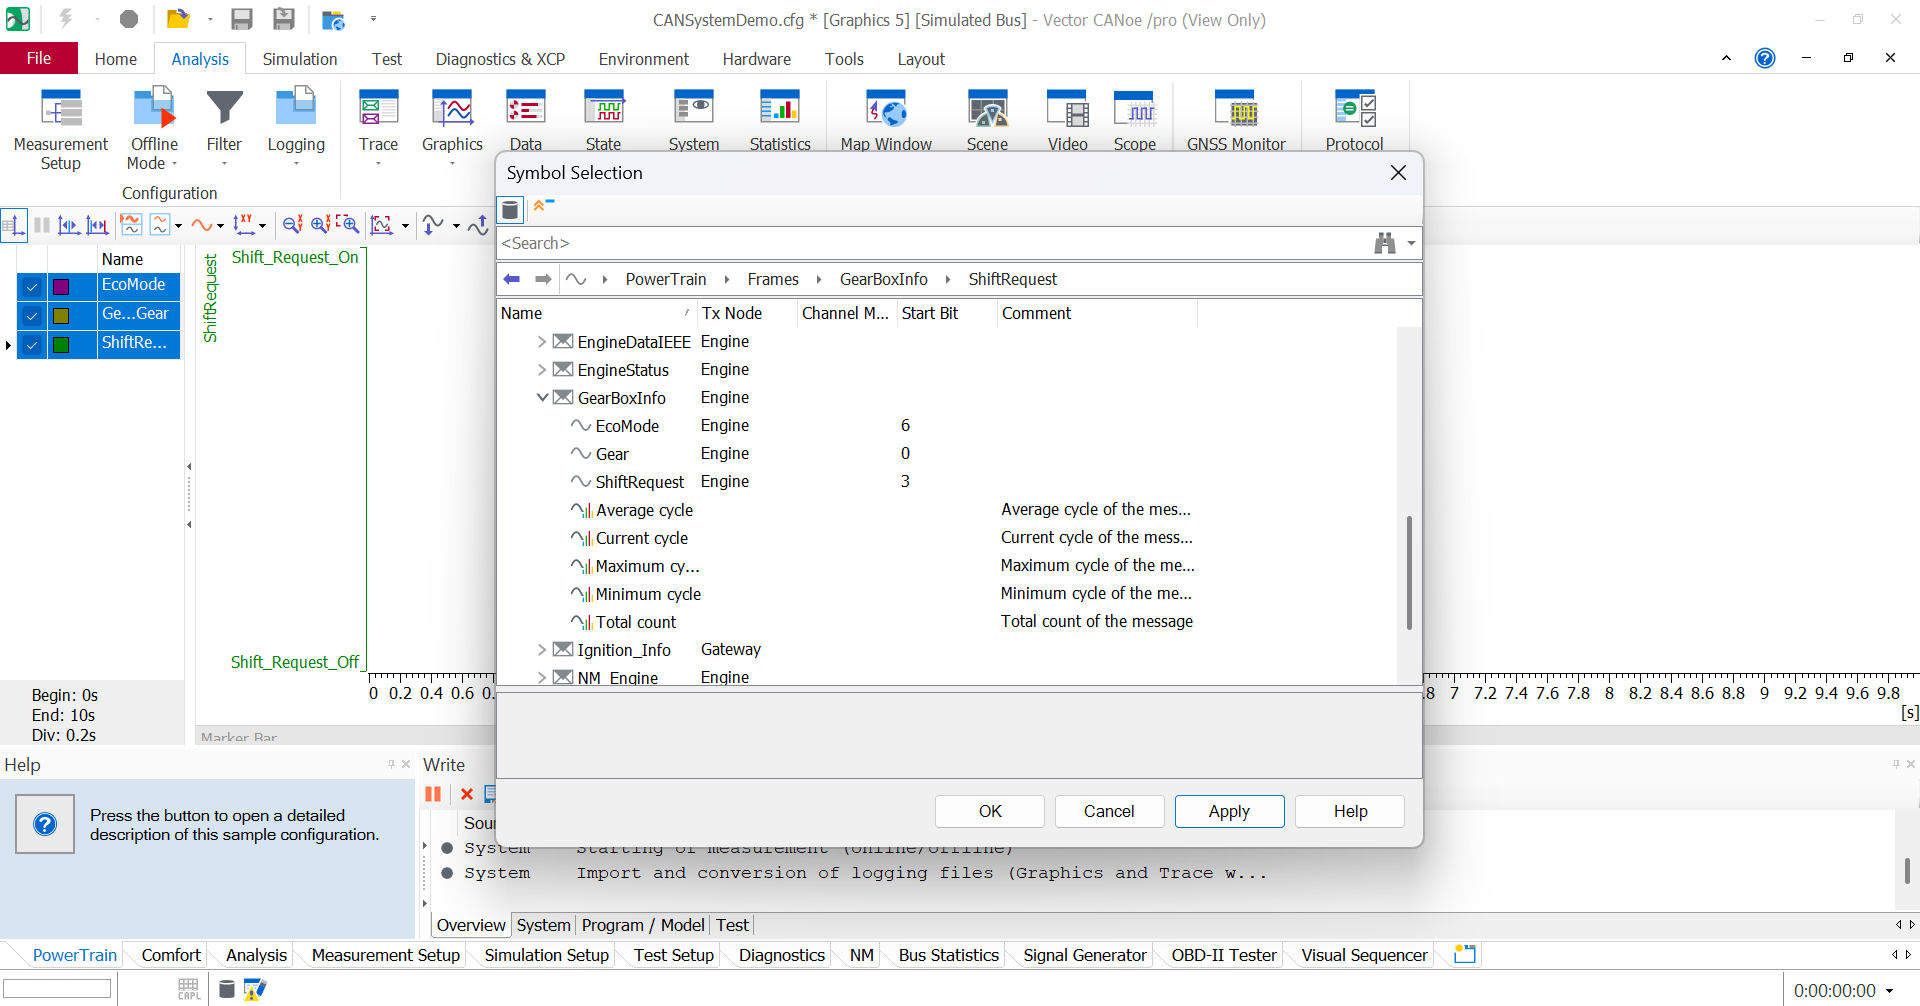 CANSystemDemo.cfg * [Graphics 5] [Simulated Bus] - Vector CANoe /pro (View Only)
File Home Analysis Simulation Test Diagnostics & XCP Environment Hardware Tools Layout
Measurement Setup
Offline Mode
Filter
Logging
Trace
Graphics
Data
State
System
Statistics
Map Window
Scene
Video
Scope
GNSS Monitor
Protocol
Configuration
Symbol Selection
<Search>
PowerTrain Frames GearBoxInfo ShiftRequest
Name Tx Node Channel M... Start Bit Comment
EngineDataIEEE Engine
EngineStatus Engine
GearBoxInfo Engine
EcoMode Engine 6
Gear Engine 0
ShiftRequest Engine 3
Average cycle Average cycle of the mes...
Current cycle Current cycle of the mess...
Maximum cy... Maximum cycle of the me...
Minimum cycle Minimum cycle of the me...
Total count Total count of the message
Ignition_Info Gateway
NM_Engine Engine
OK Cancel Apply Help
Name
EcoMode
Ge...Gear
ShiftRe...
ShiftRequest
Shift_Request_On
Shift_Request_Off
0 0.2 0.4 0.6 0.
.8 7 7.2 7.4 7.6 7.8 8 8.2 8.4 8.6 8.8 9 9.2 9.4 9.6 9.8
[s]
Begin: 0s
End: 10s
Div: 0.2s
Marker Bar
Help
Press the button to open a detailed
description of this sample configuration.
Write
Sou
System Starting of measurement (online/offline)
System Import and conversion of logging files (Graphics and Trace w...
Overview System Program / Model Test
PowerTrain Comfort Analysis Measurement Setup Simulation Setup Test Setup Diagnostics NM Bus Statistics Signal Generator OBD-II Tester Visual Sequencer
CAPL
0:00:00:00